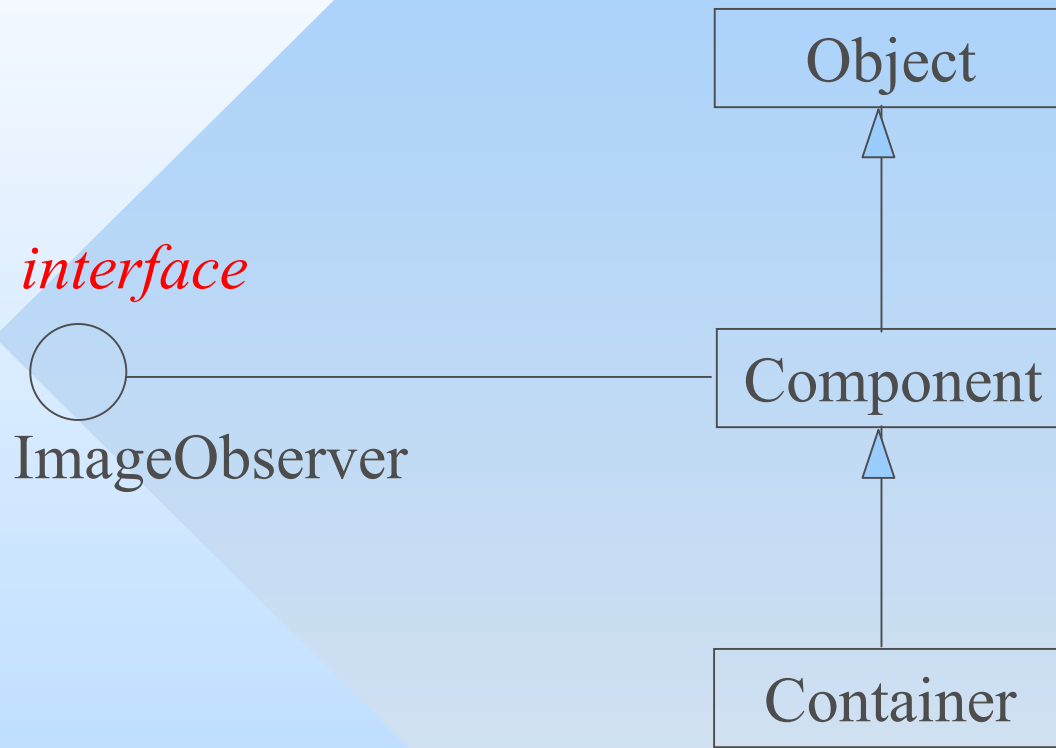 Object
interface
Component
ImageObserver
Container